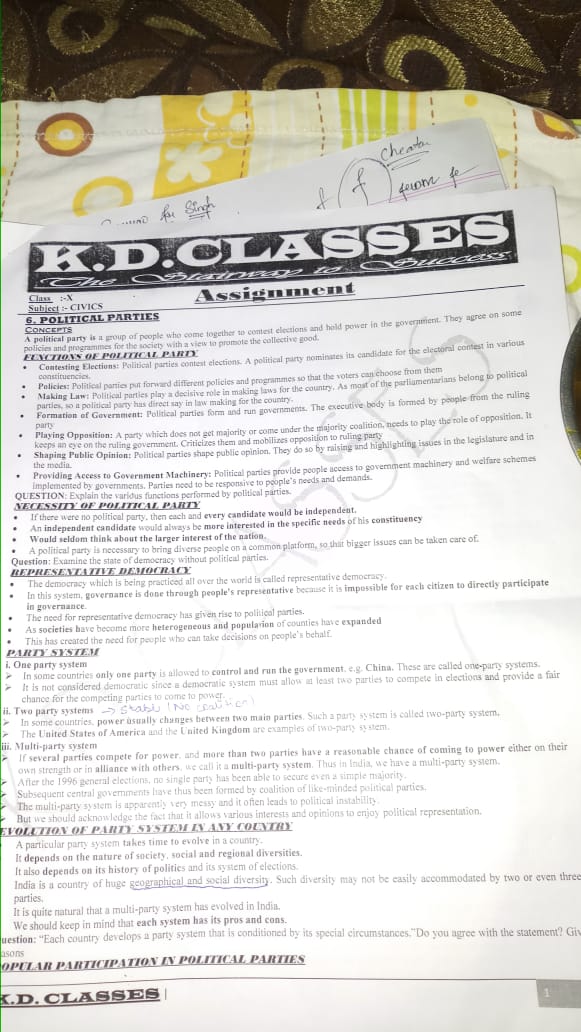 Cheata
from fe
for Singh
K.D.CLASSES
The Stairway to Success
Assignment
Class :-X
Subject :- CIVICS
6. POLITICAL PARTIES
CONCEPTS
A political party is a group of people who come together to contest elections and hold power in the government. They agree on some
policies and programmes for the society with a view to promote the collective good.
FUNCTIONS OF POLITICAL PARTY
• Contesting Elections: Political parties contest elections. A political party nominates its candidate for the electoral contest in various
constituencies.
• Policies: Political parties put forward different policies and programmes so that the voters can choose from them
• Making Law: Political parties play a decisive role in making laws for the country. As most of the parliamentarians belong to political
parties, so a political party has direct say in law making for the country.
• Formation of Government: Political parties form and run governments. The executive body is formed by people from the ruling
party
• Playing Opposition: A party which does not get majority or come under the majority coalition, needs to play the role of opposition. It
keeps an eye on the ruling government. Criticizes them and mobilizes opposition to ruling party
• Shaping Public Opinion: Political parties shape public opinion. They do so by raising and highlighting issues in the legislature and in
the media.
• Providing Access to Government Machinery: Political parties provide people access to government machinery and welfare schemes
implemented by governments. Parties need to be responsive to people's needs and demands.
QUESTION: Explain the various functions performed by political parties.
NECESSITY OF POLITICAL PARTY
• If there were no political party, then each and every candidate would be independent.
• An independent candidate would always be more interested in the specific needs of his constituency
• Would seldom think about the larger interest of the nation.
• A political party is necessary to bring diverse people on a common platform, so that bigger issues can be taken care of.
Question: Examine the state of democracy without political parties.
REPRESENTATIVE DEMOCRACY
• The democracy which is being practiced all over the world is called representative democracy.
• In this system, governance is done through people's representative because it is impossible for each citizen to directly participate
in governance.
• The need for representative democracy has given rise to political parties.
• As societies have become more heterogeneous and population of countries have expanded
• This has created the need for people who can take decisions on people's behalf.
PARTY SYSTEM
i. One party system
➢ In some countries only one party is allowed to control and run the government, e.g. China. These are called one-party systems.
➢ It is not considered democratic since a democratic system must allow at least two parties to compete in elections and provide a fair
chance for the competing parties to come to power.
ii. Two party systems → Stable (No coalition)
➢ In some countries, power usually changes between two main parties. Such a party system is called two-party system.
➢ The United States of America and the United Kingdom are examples of two-party system.
iii. Multi-party system
➢ If several parties compete for power, and more than two parties have a reasonable chance of coming to power either on their
own strength or in alliance with others, we call it a multi-party system. Thus in India, we have a multi-party system.
➢ After the 1996 general elections, no single party has been able to secure even a simple majority.
➢ Subsequent central governments have thus been formed by coalition of like-minded political parties.
➢ The multi-party system is apparently very messy and it often leads to political instability.
➢ But we should acknowledge the fact that it allows various interests and opinions to enjoy political representation.
EVOLUTION OF PARTY SYSTEM IN ANY COUNTRY
A particular party system takes time to evolve in a country.
It depends on the nature of society, social and regional diversities.
It also depends on its history of politics and its system of elections.
India is a country of huge geographical and social diversity. Such diversity may not be easily accommodated by two or even three
parties.
It is quite natural that a multi-party system has evolved in India.
We should keep in mind that each system has its pros and cons.
uestion: "Each country develops a party system that is conditioned by its special circumstances."Do you agree with the statement? Giv
asons
OPULAR PARTICIPATION IN POLITICAL PARTIES
K.D. CLASSES |
1